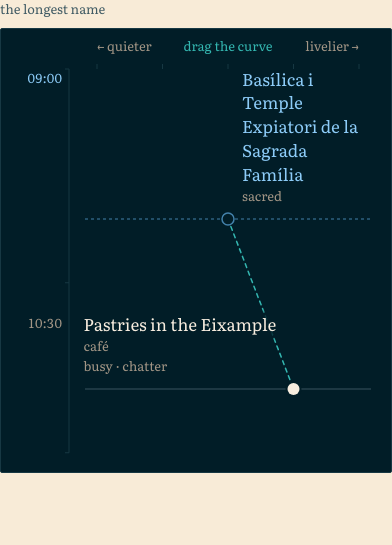 the longest name
← quieter
drag the curve
livelier →
09:00
Basílica i
Temple
Expiatori de la
Sagrada
Família
sacred
10:30
Pastries in the Eixample
café
busy · chatter